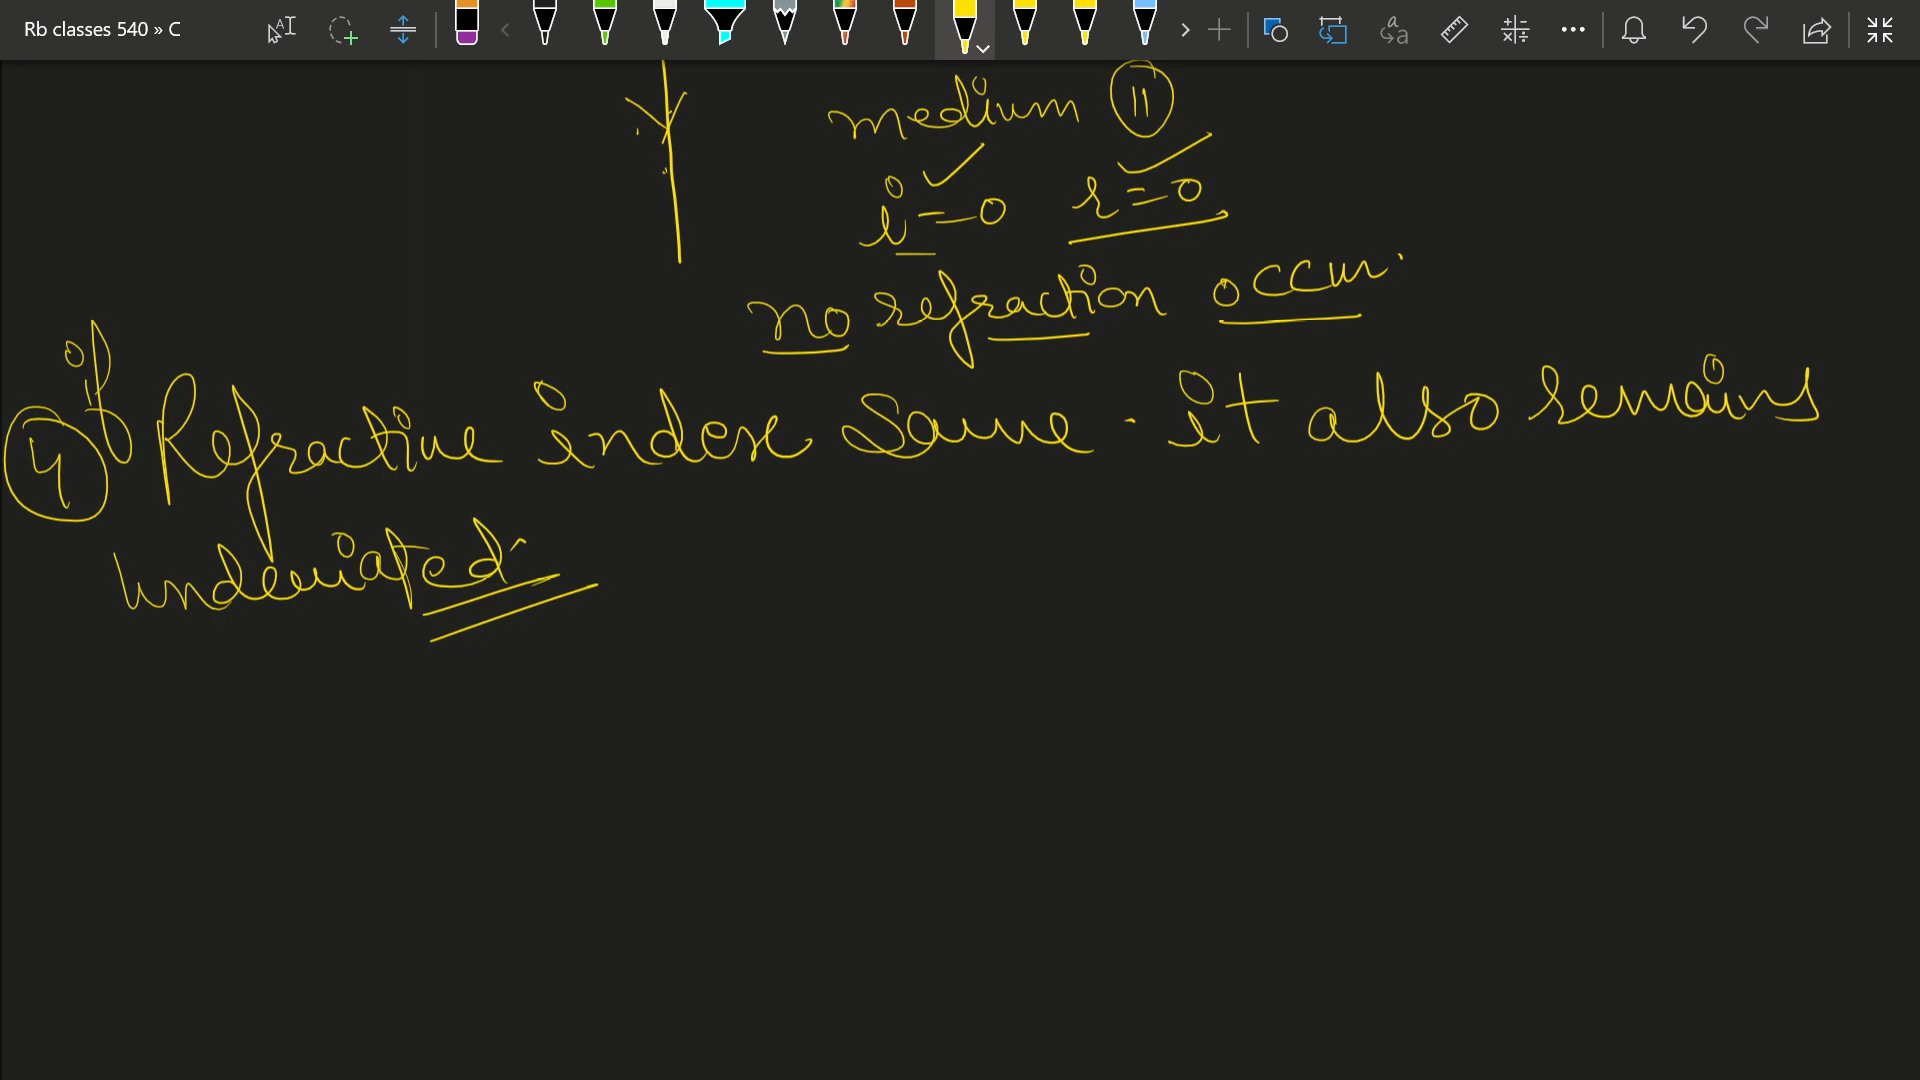 Rb classes 540 » C
medium II
i=0 r=0
no refraction occur.
④ if Refractive index Same. it also remains
undeviated.